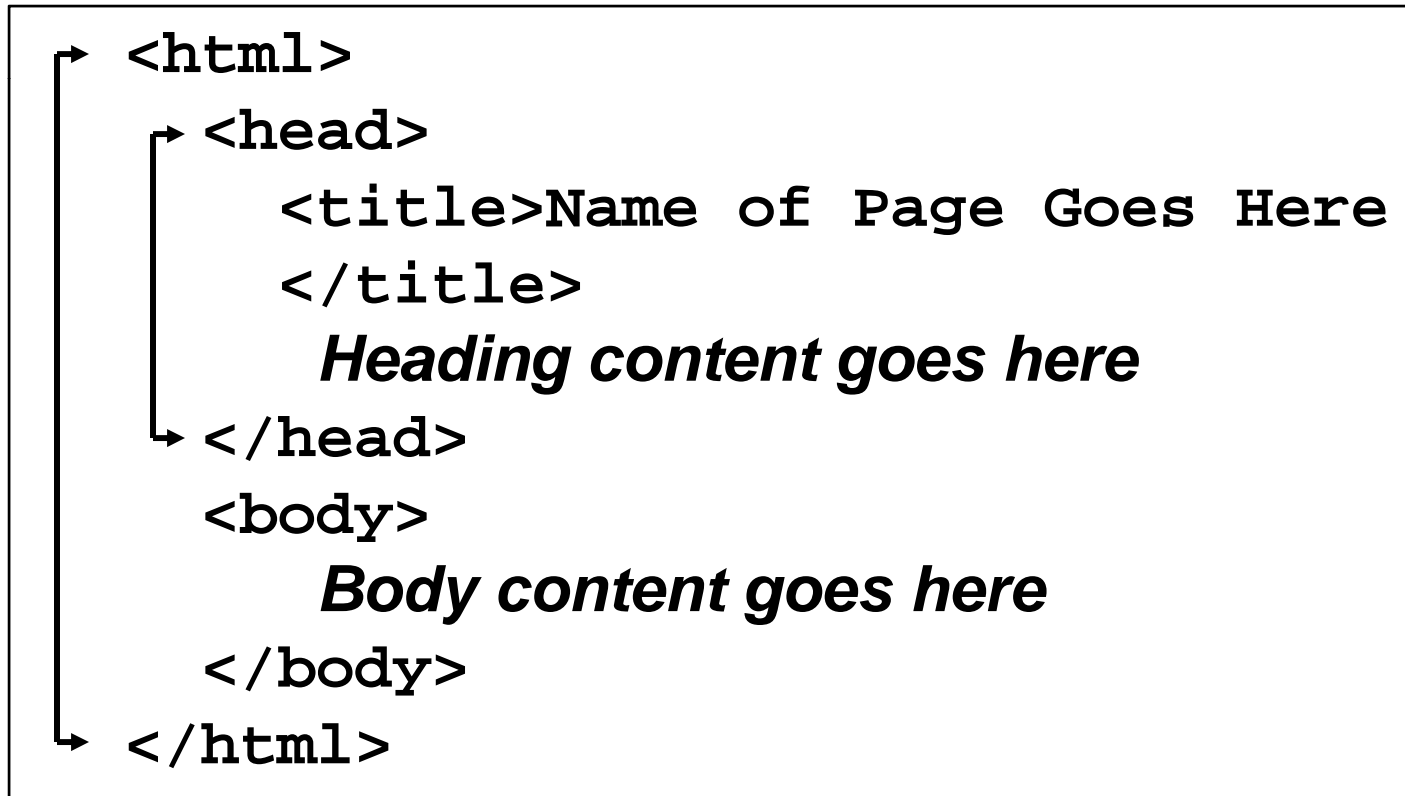 <html>
<head>
<title>Name of Page Goes Here
</title>
Heading content goes here
</head>
<body>
Body content goes here
</body>
</html>